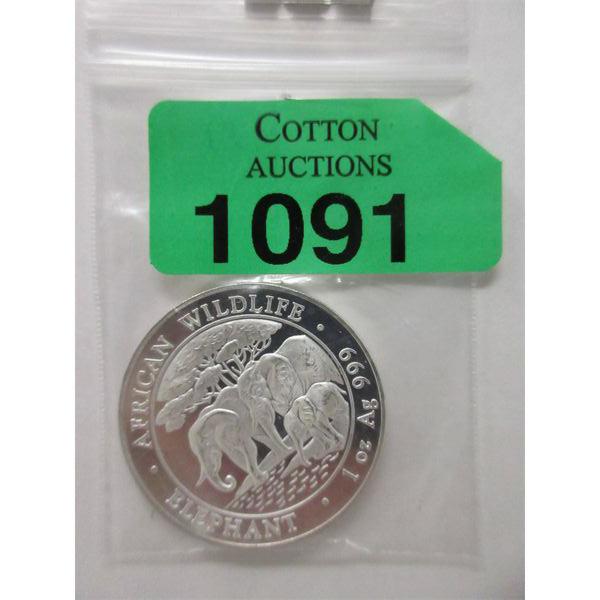 COTTON
AUCTIONS
1091
· AFRICAN WILDLIFE · 999
1 oz Ag ·
ELEPHANT